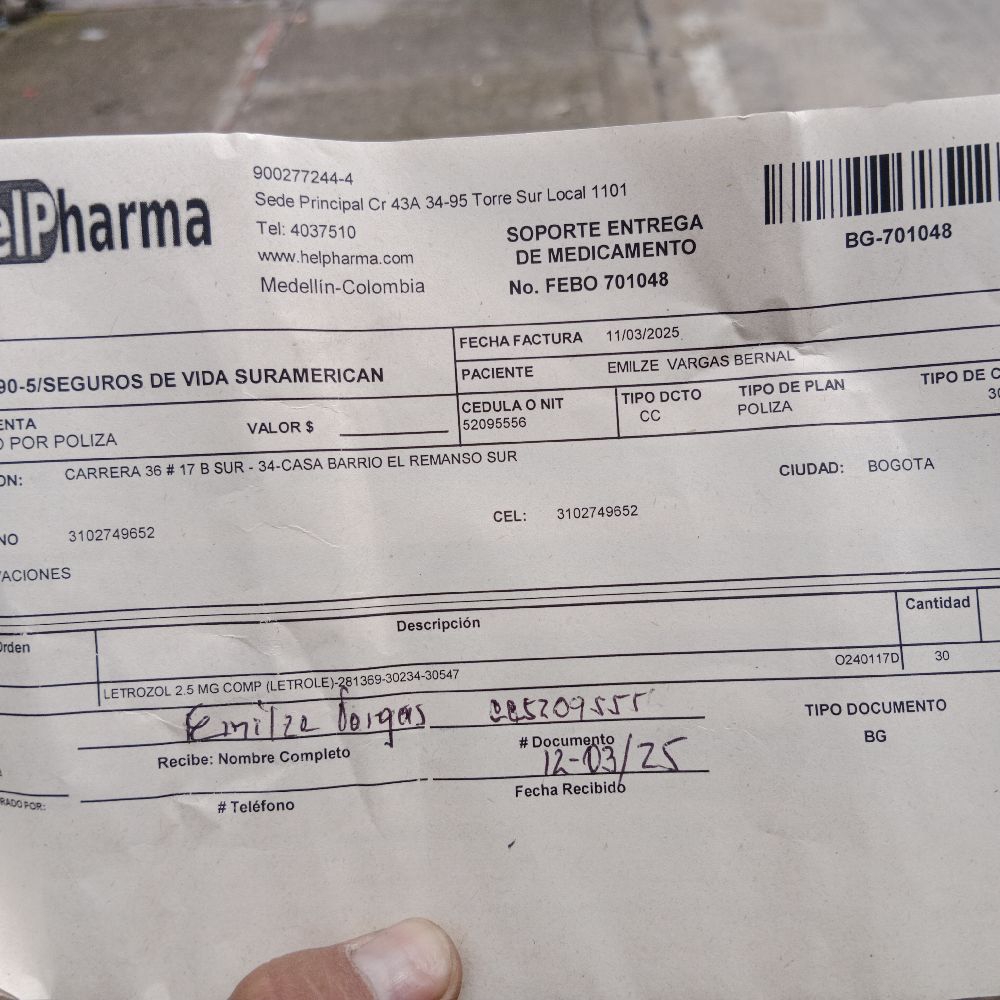 elPharma
900277244-4
Sede Principal Cr 43A 34-95 Torre Sur Local 1101
Tel: 4037510
www.helpharma.com
Medellín-Colombia
SOPORTE ENTREGA
DE MEDICAMENTO
No. FEBO 701048
BG-701048
90-5/SEGUROS DE VIDA SURAMERICAN
FECHA FACTURA 11/03/2025
PACIENTE EMILZE VARGAS BERNAL
ENTA
O POR POLIZA
VALOR $
CEDULA O NIT
52095556
TIPO DCTO
CC
TIPO DE PLAN
POLIZA
TIPO DE C
30
ON: CARRERA 36 # 17 B SUR - 34-CASA BARRIO EL REMANSO SUR
CIUDAD: BOGOTA
NO 3102749652
CEL: 3102749652
VACIONES
Orden
Descripción
Cantidad
LETROZOL 2.5 MG COMP (LETROLE)-281369-30234-30547
O240117D
30
Emilze Vargas
Recibe: Nombre Completo
# Documento
12-03/25
Fecha Recibido
TIPO DOCUMENTO
BG
RADO POR:
# Teléfono